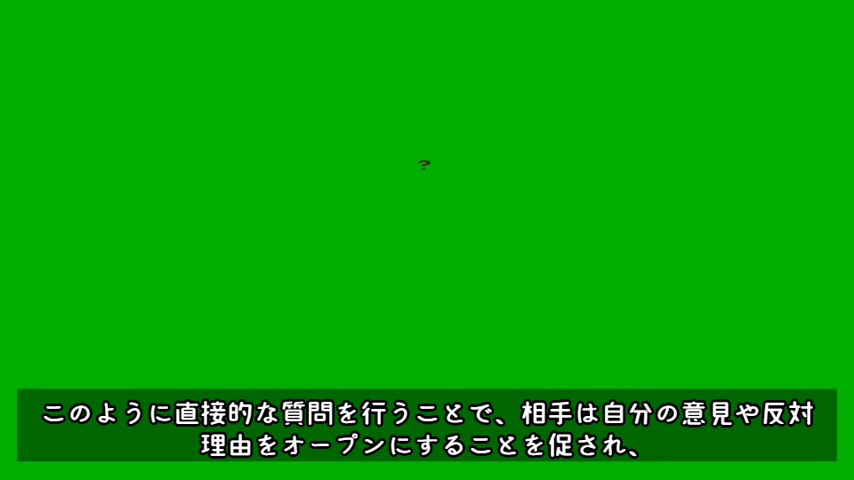 ?
このように直接的な質問を行うことで、相手は自分の意見や反対
理由をオープンにすることを促され、